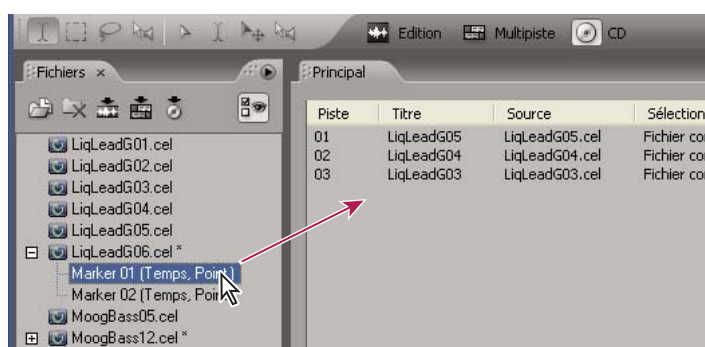 Edition Multipiste CD
Fichiers × Principal
Piste Titre Source Sélection
01 LiqLeadG05 LiqLeadG05.cel Fichier co
02 LiqLeadG04 LiqLeadG04.cel Fichier co
03 LiqLeadG03 LiqLeadG03.cel Fichier co
LiqLeadG01.cel
LiqLeadG02.cel
LiqLeadG03.cel
LiqLeadG04.cel
LiqLeadG05.cel
LiqLeadG06.cel *
Marker 01 (Temps, Point)
Marker 02 (Temps, Poin
MoogBass05.cel
MoogBass12.cel *